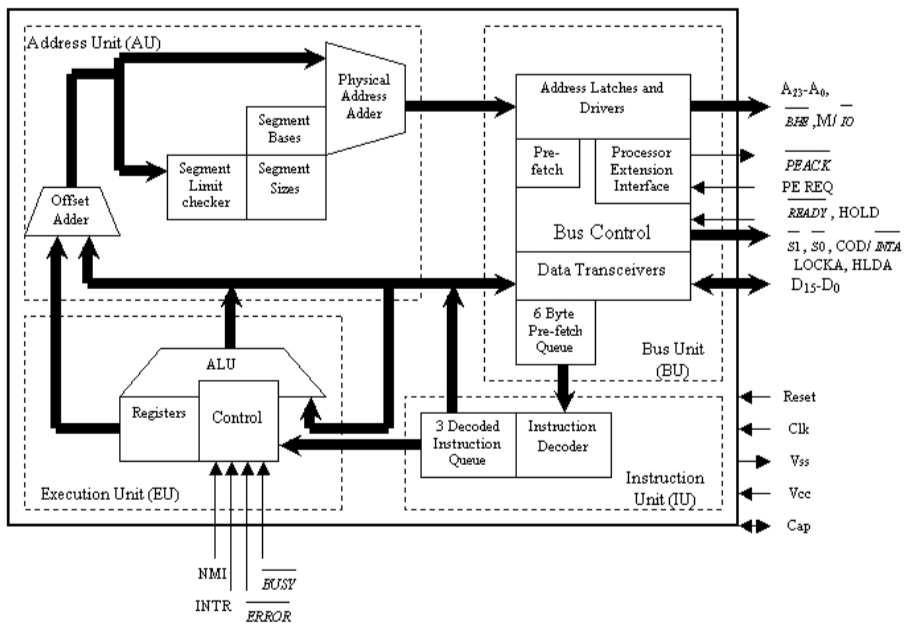 Address Unit (AU)
Physical
Address
Adder
Segment
Bases
Segment
Limit
checker
Segment
Sizes
Offset
Adder
Address Latches and
Drivers
Pre-
fetch
Processor
Extension
Interface
Bus Control
Data Transceivers
6 Byte
Pre-fetch
Queue
Bus Unit
(BU)
A23-A0,
BHE ,M/ IO
PEACK
PE REQ
READY , HOLD
S1, S0, COD/ INTA
LOCKA, HLDA
D15-D0
ALU
Registers
Control
Execution Unit (EU)
3 Decoded
Instruction
Queue
Instruction
Decoder
Instruction
Unit (IU)
Reset
Clk
Vss
Vcc
Cap
NMI
BUSY
INTR
ERROR